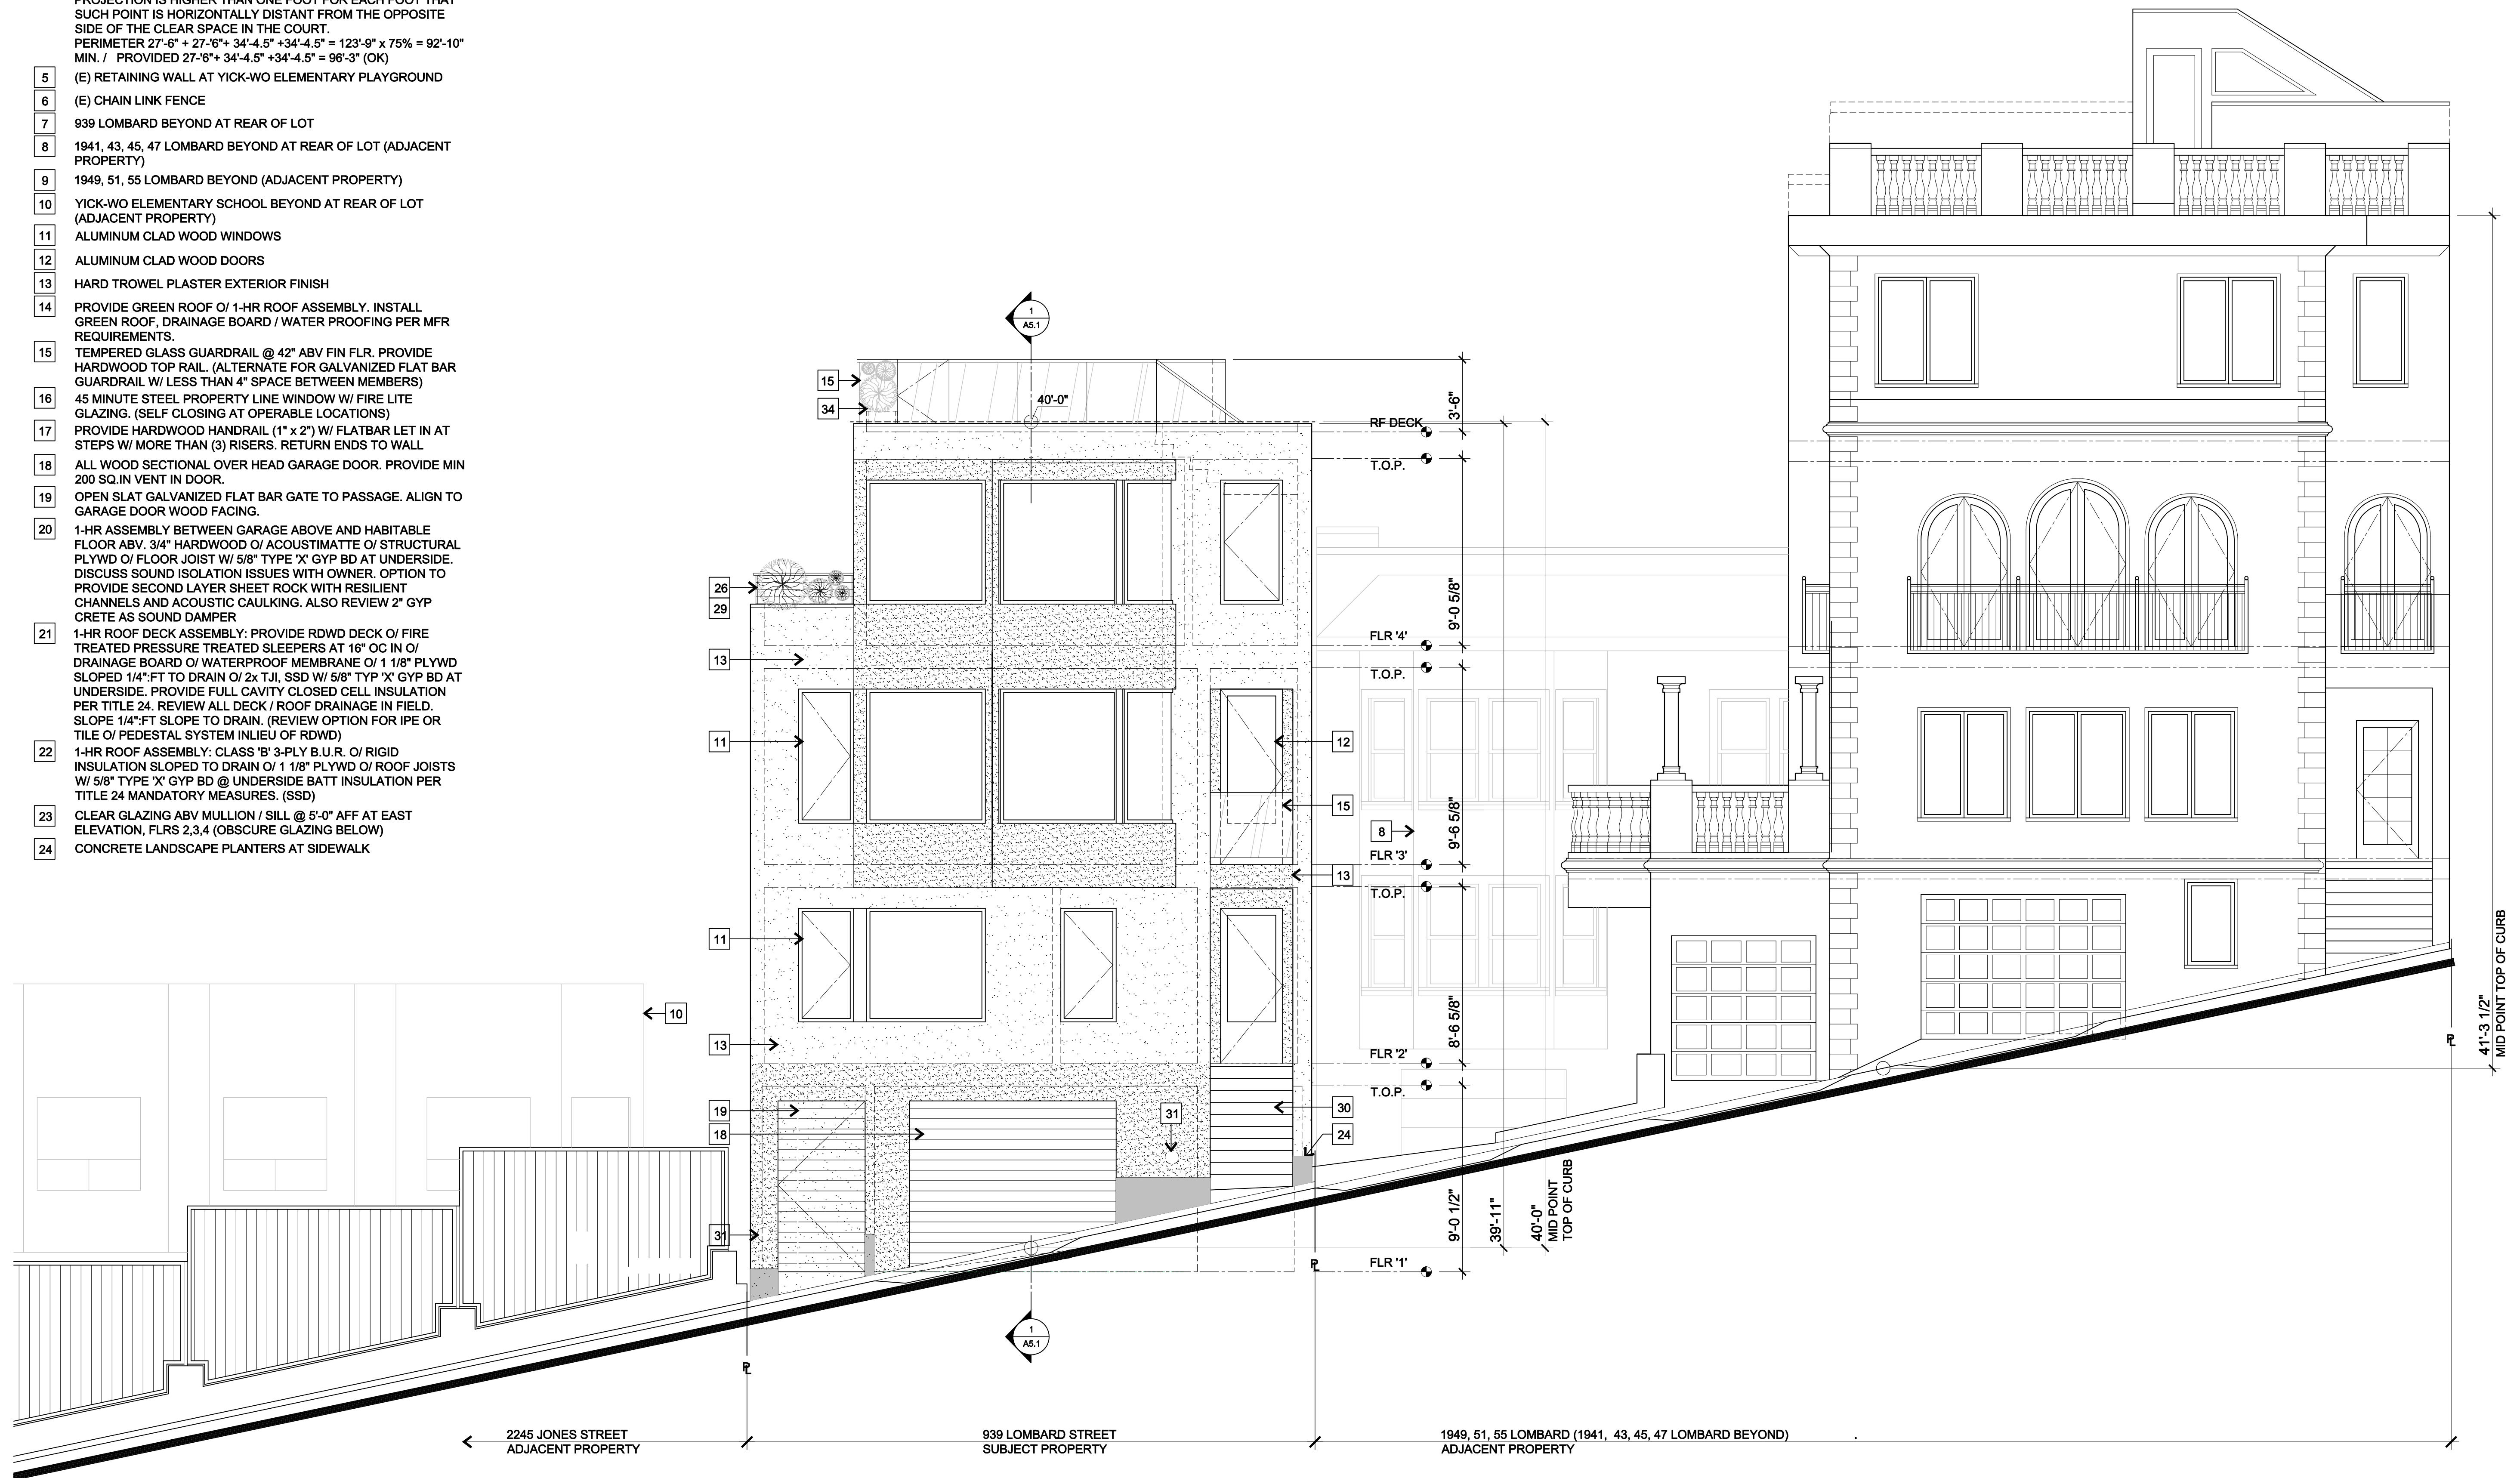 PROJECTION IS HIGHER THAN ONE FOOT FOR EACH FOOT THAT
SUCH POINT IS HORIZONTALLY DISTANT FROM THE OPPOSITE
SIDE OF THE CLEAR SPACE IN THE COURT.
PERIMETER 27'-6" + 27-'6"+ 34'-4.5" +34'-4.5" = 123'-9" x 75% = 92'-10"
MIN. / PROVIDED 27-'6"+ 34'-4.5" +34'-4.5" = 96'-3" (OK)
5 (E) RETAINING WALL AT YICK-WO ELEMENTARY PLAYGROUND
6 (E) CHAIN LINK FENCE
7 939 LOMBARD BEYOND AT REAR OF LOT
8 1941, 43, 45, 47 LOMBARD BEYOND AT REAR OF LOT (ADJACENT
PROPERTY)
9 1949, 51, 55 LOMBARD BEYOND (ADJACENT PROPERTY)
10 YICK-WO ELEMENTARY SCHOOL BEYOND AT REAR OF LOT
(ADJACENT PROPERTY)
11 ALUMINUM CLAD WOOD WINDOWS
12 ALUMINUM CLAD WOOD DOORS
13 HARD TROWEL PLASTER EXTERIOR FINISH
14 PROVIDE GREEN ROOF O/ 1-HR ROOF ASSEMBLY. INSTALL
GREEN ROOF, DRAINAGE BOARD / WATER PROOFING PER MFR
REQUIREMENTS.
15 TEMPERED GLASS GUARDRAIL @ 42" ABV FIN FLR. PROVIDE
HARDWOOD TOP RAIL. (ALTERNATE FOR GALVANIZED FLAT BAR
GUARDRAIL W/ LESS THAN 4" SPACE BETWEEN MEMBERS)
16 45 MINUTE STEEL PROPERTY LINE WINDOW W/ FIRE LITE
GLAZING. (SELF CLOSING AT OPERABLE LOCATIONS)
17 PROVIDE HARDWOOD HANDRAIL (1" x 2") W/ FLATBAR LET IN AT
STEPS W/ MORE THAN (3) RISERS. RETURN ENDS TO WALL
18 ALL WOOD SECTIONAL OVER HEAD GARAGE DOOR. PROVIDE MIN
200 SQ.IN VENT IN DOOR.
19 OPEN SLAT GALVANIZED FLAT BAR GATE TO PASSAGE. ALIGN TO
GARAGE DOOR WOOD FACING.
20 1-HR ASSEMBLY BETWEEN GARAGE ABOVE AND HABITABLE
FLOOR ABV. 3/4" HARDWOOD O/ ACOUSTIMATTE O/ STRUCTURAL
PLYWD O/ FLOOR JOIST W/ 5/8" TYPE 'X' GYP BD AT UNDERSIDE.
DISCUSS SOUND ISOLATION ISSUES WITH OWNER. OPTION TO
PROVIDE SECOND LAYER SHEET ROCK WITH RESILIENT
CHANNELS AND ACOUSTIC CAULKING. ALSO REVIEW 2" GYP
CRETE AS SOUND DAMPER
21 1-HR ROOF DECK ASSEMBLY: PROVIDE RDWD DECK O/ FIRE
TREATED PRESSURE TREATED SLEEPERS AT 16" OC IN O/
DRAINAGE BOARD O/ WATERPROOF MEMBRANE O/ 1 1/8" PLYWD
SLOPED 1/4":FT TO DRAIN O/ 2x TJI, SSD W/ 5/8" TYP 'X' GYP BD AT
UNDERSIDE. PROVIDE FULL CAVITY CLOSED CELL INSULATION
PER TITLE 24. REVIEW ALL DECK / ROOF DRAINAGE IN FIELD.
SLOPE 1/4":FT SLOPE TO DRAIN. (REVIEW OPTION FOR IPE OR
TILE O/ PEDESTAL SYSTEM INLIEU OF RDWD)
22 1-HR ROOF ASSEMBLY: CLASS 'B' 3-PLY B.U.R. O/ RIGID
INSULATION SLOPED TO DRAIN O/ 1 1/8" PLYWD O/ ROOF JOISTS
W/ 5/8" TYPE 'X' GYP BD @ UNDERSIDE BATT INSULATION PER
TITLE 24 MANDATORY MEASURES. (SSD)
23 CLEAR GLAZING ABV MULLION / SILL @ 5'-0" AFF AT EAST
ELEVATION, FLRS 2,3,4 (OBSCURE GLAZING BELOW)
24 CONCRETE LANDSCAPE PLANTERS AT SIDEWALK
1
A5.1
15
34
40'-0"
RF DECK
3'-6"
T.O.P.
26
29
9'-0 5/8"
FLR '4'
13
T.O.P.
11
12
15
8
9'-6 5/8"
FLR '3'
13
T.O.P.
11
10
13
8'-6 5/8"
FLR '2'
T.O.P.
19
18
31
30
24
31
9'-0 1/2"
39'-11"
40'-0"
MID POINT
TOP OF CURB
FLR '1'
41'-3 1/2"
MID POINT TOP OF CURB
PL
PL
PL
1
A5.1
2245 JONES STREET
ADJACENT PROPERTY
939 LOMBARD STREET
SUBJECT PROPERTY
1949, 51, 55 LOMBARD (1941, 43, 45, 47 LOMBARD BEYOND)
ADJACENT PROPERTY